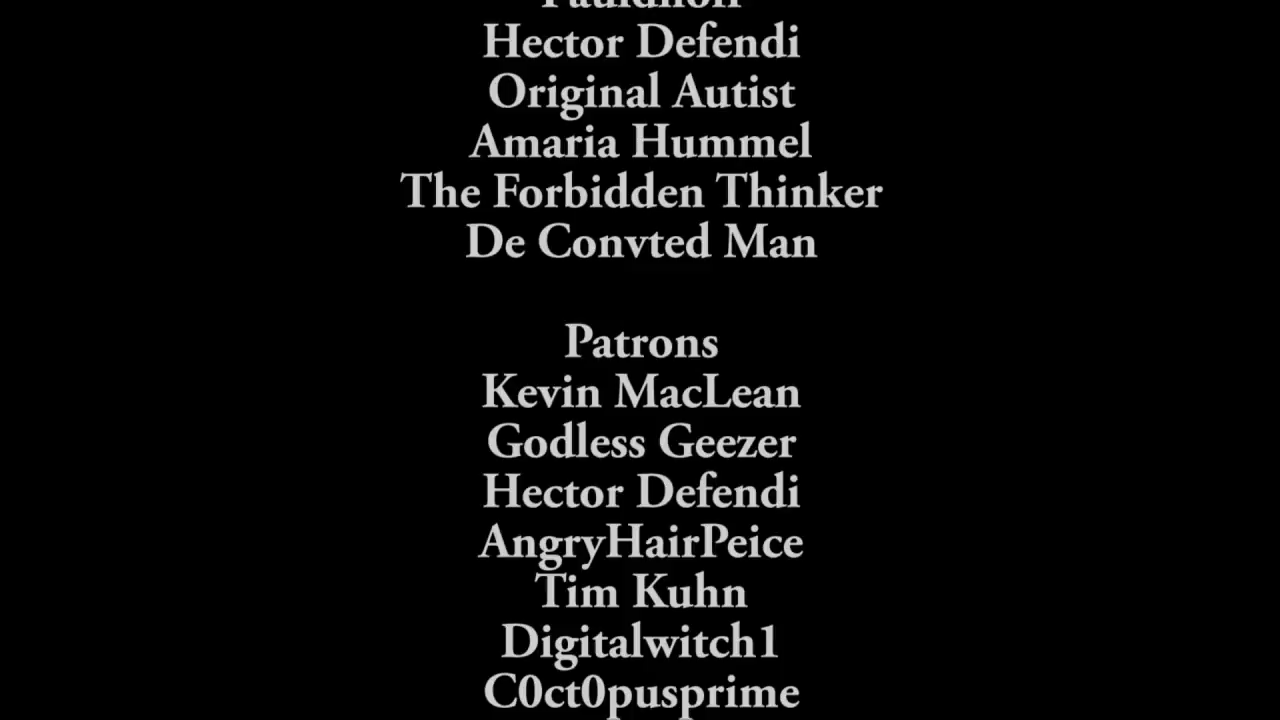 Hector Defendi
Original Autist
Amaria Hummel
The Forbidden Thinker
De Convted Man
Patrons
Kevin MacLean
Godless Geezer
Hector Defendi
AngryHairPeice
Tim Kuhn
Digitalwitch1
C0ct0pusprime